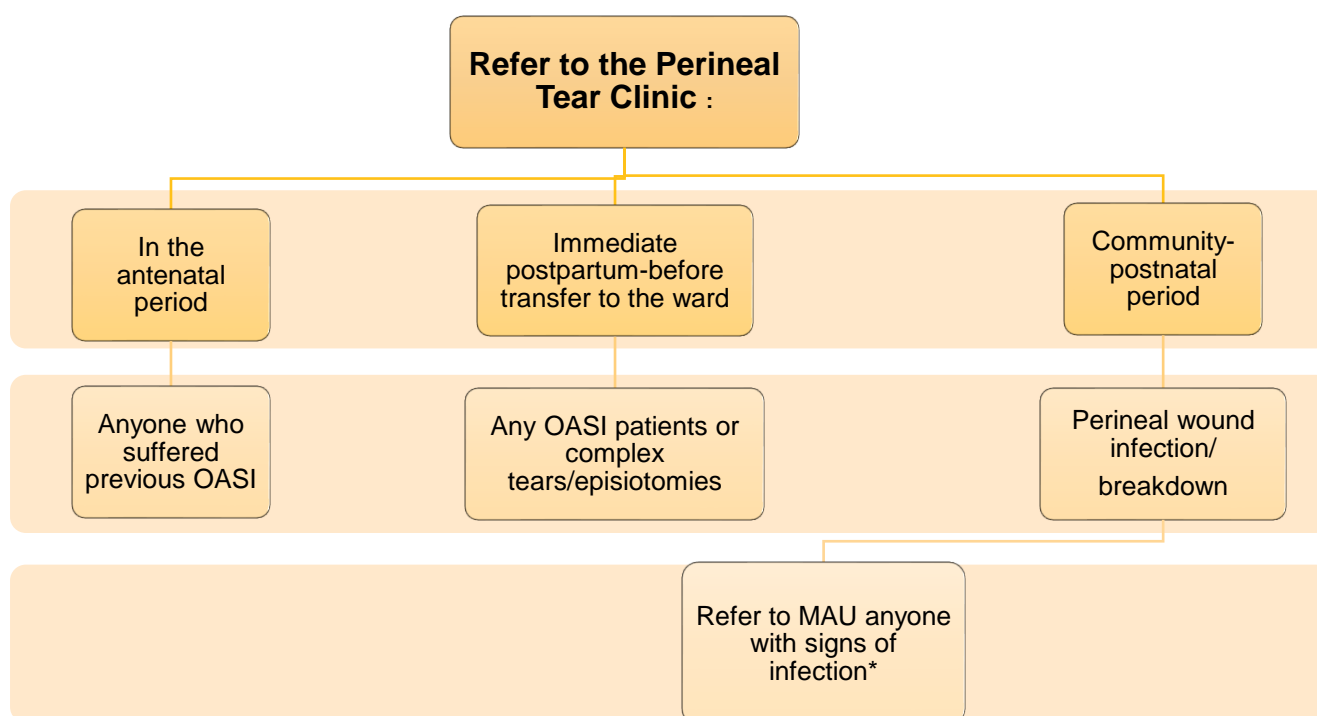 Refer to the Perineal
Tear Clinic :
In the
antenatal
period
Immediate
postpartum-before
transfer to the ward
Community-
postnatal
period
Anyone who
suffered
previous OASI
Any OASI patients or
complex
tears/episiotomies
Perineal wound
infection/
breakdown
Refer to MAU anyone
with signs of
infection*